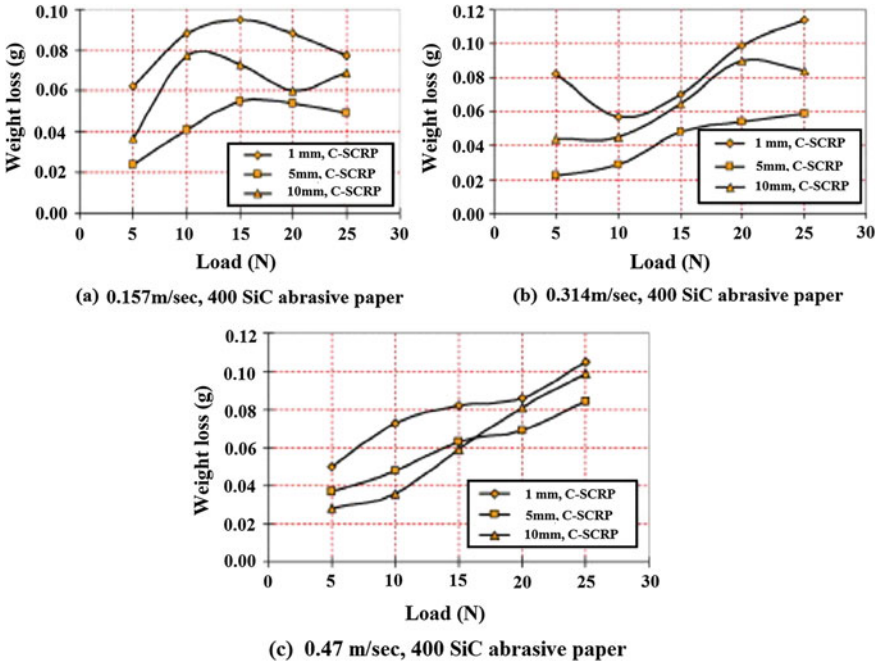 0.10
0.08
0.06
0.04
0.02
0.00
Weight loss (g)
1 mm, C-SCRP
5mm, C-SCRP
10mm, C-SCRP
0 5 10 15 20 25 30
Load (N)
(a) 0.157m/sec, 400 SiC abrasive paper
0.12
0.10
0.08
0.06
0.04
0.02
0.00
Weight loss (g)
1 mm, C-SCRP
5mm, C-SCRP
10mm, C-SCRP
0 5 10 15 20 25 30
Load (N)
(b) 0.314m/sec, 400 SiC abrasive paper
0.12
0.10
0.08
0.06
0.04
0.02
0.00
Weight loss (g)
1 mm, C-SCRP
5mm, C-SCRP
10mm, C-SCRP
0 5 10 15 20 25 30
Load (N)
(c) 0.47 m/sec, 400 SiC abrasive paper